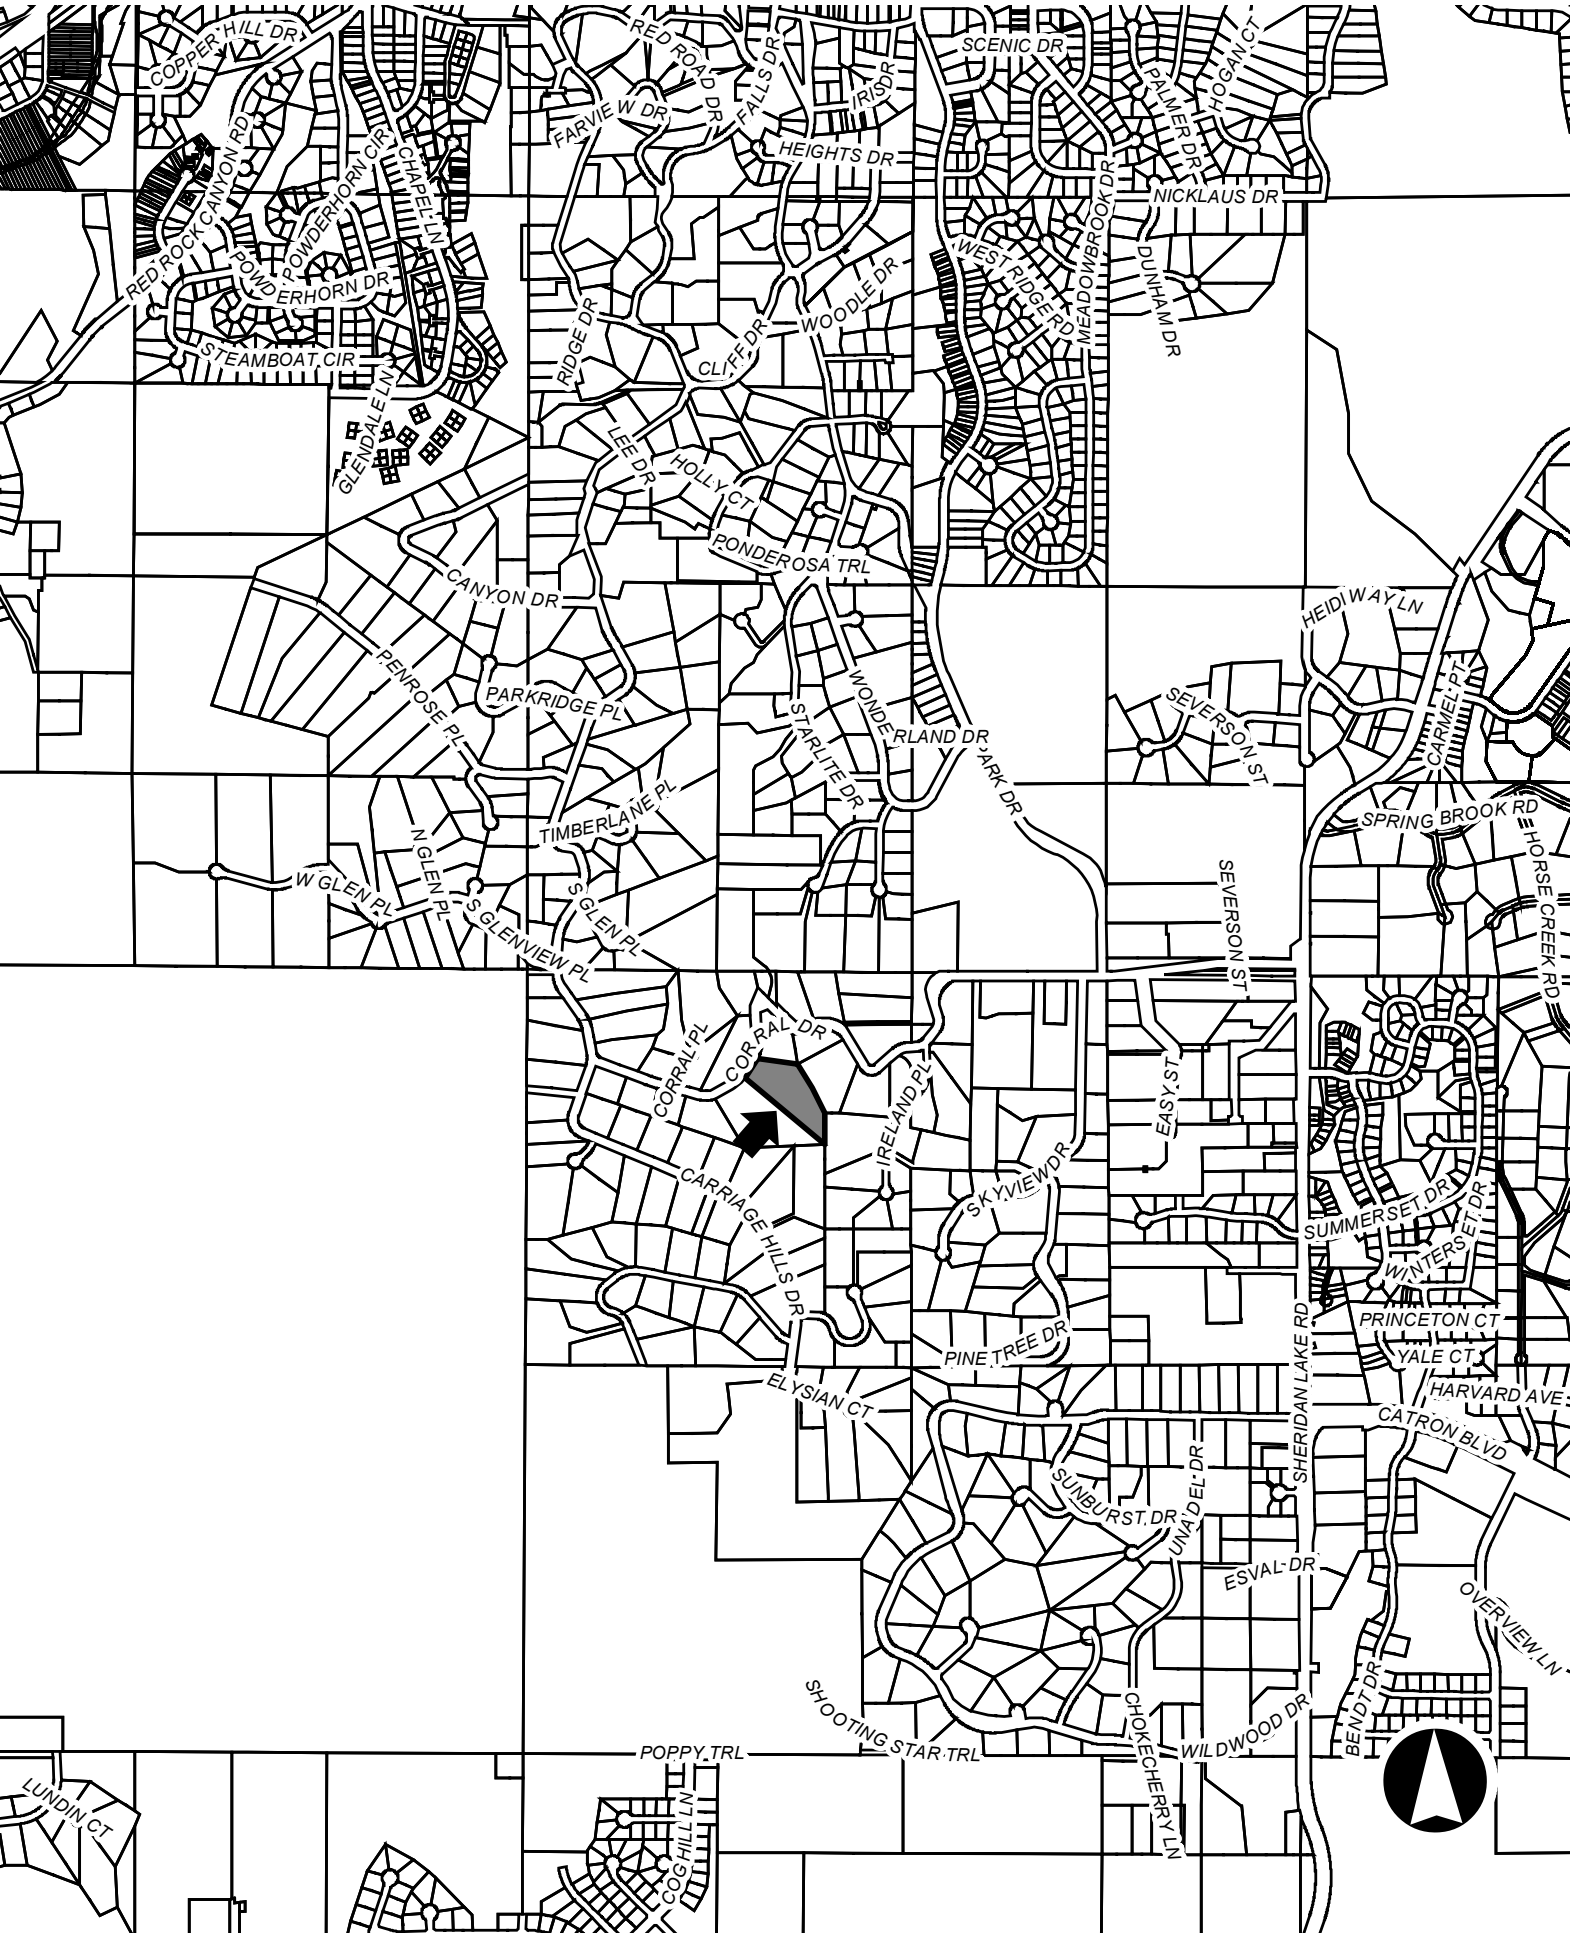 COPPER HILL DR
RED ROAD DR
FALLS DR
SCENIC DR
HOGAN CT
PALMER DR
IRIS DR
FARVIEW DR
HEIGHTS DR
RED ROCK CANYON RD
POWDERHORN CIR
CHAPEL LN
NICKLAUS DR
MEADOWBROOK DR
WEST RIDGE RD
DUNHAM DR
POWDERHORN DR
WOODLE DR
RIDGE DR
CLIFF DR
STEAMBOAT CIR
GLENDALE LN
LEE DR
HOLLY CT
PONDEROSA TRL
CANYON DR
HEIDIWAY LN
PENROSE PL
PARKRIDGE PL
SEVERSON ST
CARMEL PT
STARLITE DR
WONDERLAND DR
PARK DR
TIMBERLANE PL
SPRING BROOK RD
HORSE CREEK RD
N GLEN PL
W GLEN PL
S GLEN PL
S GLENVIEW PL
SEVERSON ST
CORRAL DR
CORRAL PL
IRELAND PL
EASY ST
CARRIAGE HILLS DR
SKYVIEW DR
SUMMERSET DR
WINTERSET DR
PRINCETON CT
PINE TREE DR
YALE CT
SHERIDAN LAKE RD
ELYSIAN CT
HARVARD AVE
CATRON BLVD
SUNBURST DR
UNADEL DR
ESVAL DR
OVERVIEW LN
BENDT DR
SHOOTING STAR TRL
CHOKECHERRY LN
WILDWOOD DR
POPPY TRL
LUNDIN CT
COGHILL LN